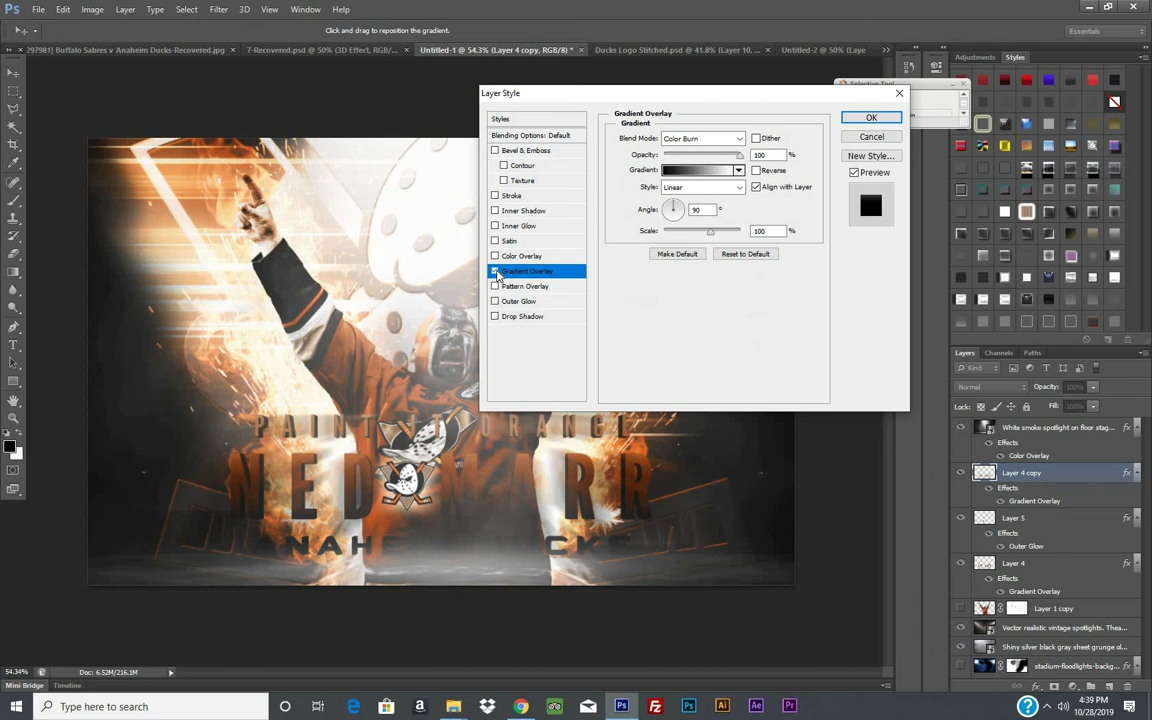 Ps File Edit Image Layer Type Select Filter 3D View Window Help
Click and drag to reposition the gradient. Essentials
297981] Buffalo Sabres v Anaheim Ducks-Recovered.jpg × 7-Recovered.psd @ 50% (3D Effect, RGB/... × Untitled-1 @ 54.3% (Layer 4 copy, RGB/8) * × Ducks Logo Stitched.psd @ 41.8% (Layer 10, ... × Untitled-2 @ 50% (Laye
Adjustments Styles
Layer Style
Styles
Blending Options: Default
Bevel & Emboss
Contour
Texture
Stroke
Inner Shadow
Inner Glow
Satin
Color Overlay
Gradient Overlay
Pattern Overlay
Outer Glow
Drop Shadow
Gradient Overlay
Gradient
Blend Mode: Color Burn Dither
Opacity: 100 %
Gradient: Reverse
Style: Linear Align with Layer
Angle: 90 °
Scale: 100 %
Make Default Reset to Default
OK
Cancel
New Style...
Preview
PAINT IT ORANGE
Layers Channels Paths
Kind
Normal Opacity: 100%
Lock: Fill: 100%
White smoke spotlight on floor stag... fx
Effects
Color Overlay
Layer 4 copy fx
Effects
Gradient Overlay
Layer 5 fx
Effects
Outer Glow
Layer 4 fx
Effects
Gradient Overlay
Layer 1 copy
Vector realistic vintage spotlights. Thea...
Shiny silver black gray sheet grunge ol...
stadium-floodlights-backg...
54.34% Doc: 6.52M/216.1M
Mini Bridge Timeline
Type here to search
4:39 PM
10/28/2019